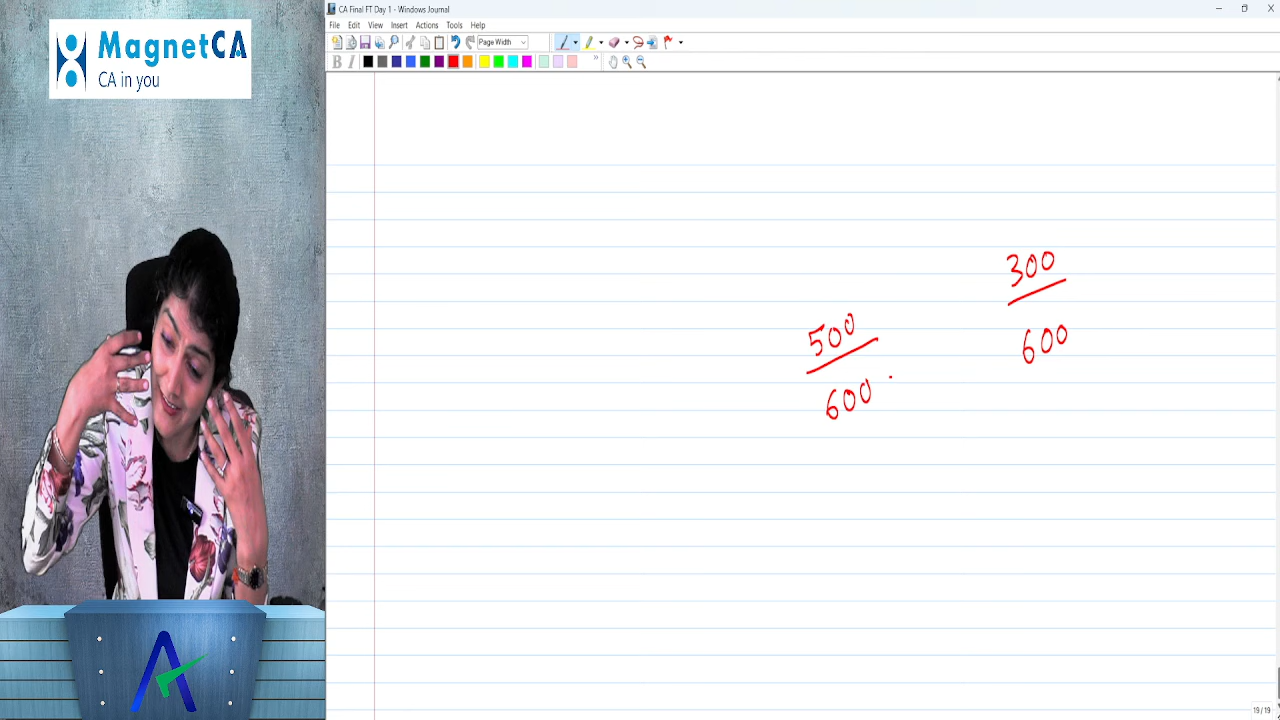 MagnetCA
CA in you
CA Final FT Day 1 - Windows Journal
File Edit View Insert Actions Tools Help
Page Width
B I
300
600
500
600
19/19